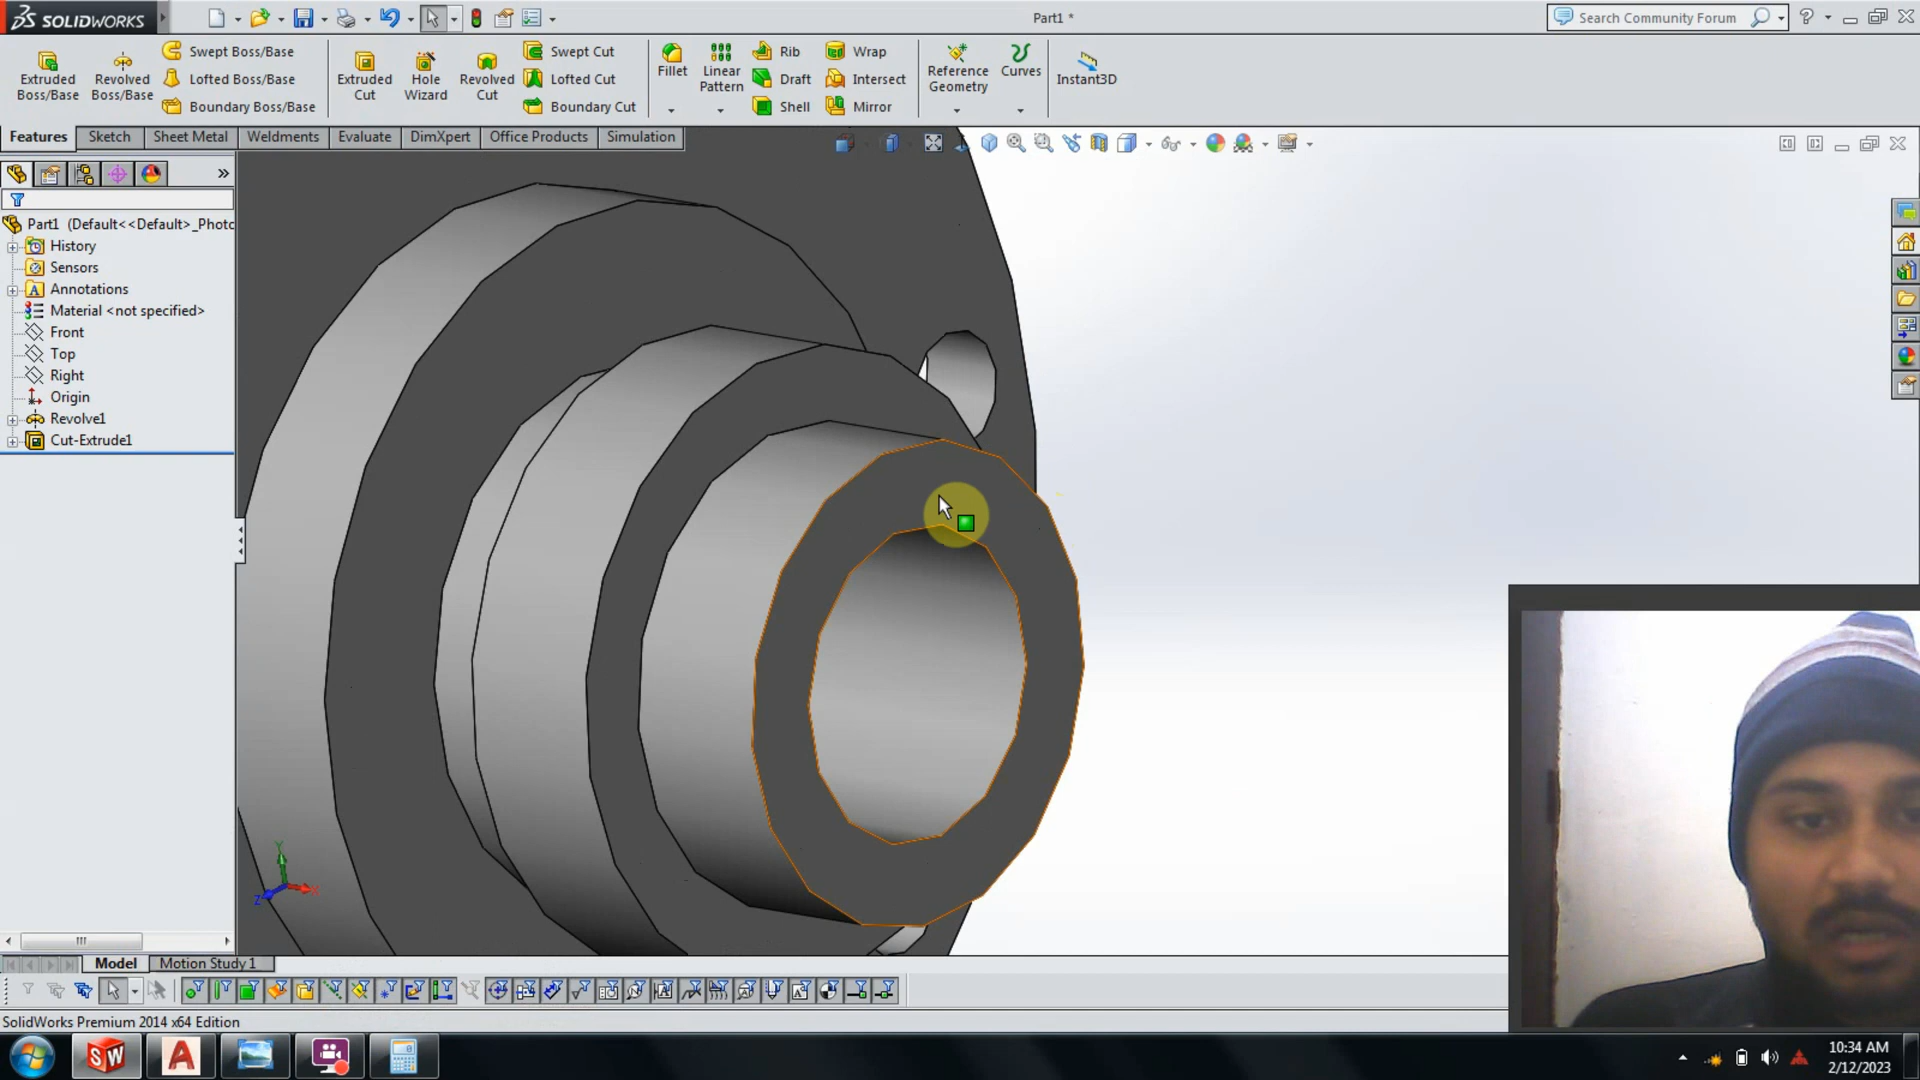 SOLIDWORKS
Part1 *
Search Community Forum
Extruded Boss/Base
Revolved Boss/Base
Swept Boss/Base
Lofted Boss/Base
Boundary Boss/Base
Extruded Cut
Hole Wizard
Revolved Cut
Swept Cut
Lofted Cut
Boundary Cut
Fillet
Linear Pattern
Rib
Draft
Shell
Wrap
Intersect
Mirror
Reference Geometry
Curves
Instant3D
Features
Sketch
Sheet Metal
Weldments
Evaluate
DimXpert
Office Products
Simulation
Part1 (Default<<Default>_Photo
History
Sensors
Annotations
Material <not specified>
Front
Top
Right
Origin
Revolve1
Cut-Extrude1
Y
X
Z
Model
Motion Study 1
SolidWorks Premium 2014 x64 Edition
SW
A
10:34 AM
2/12/2023